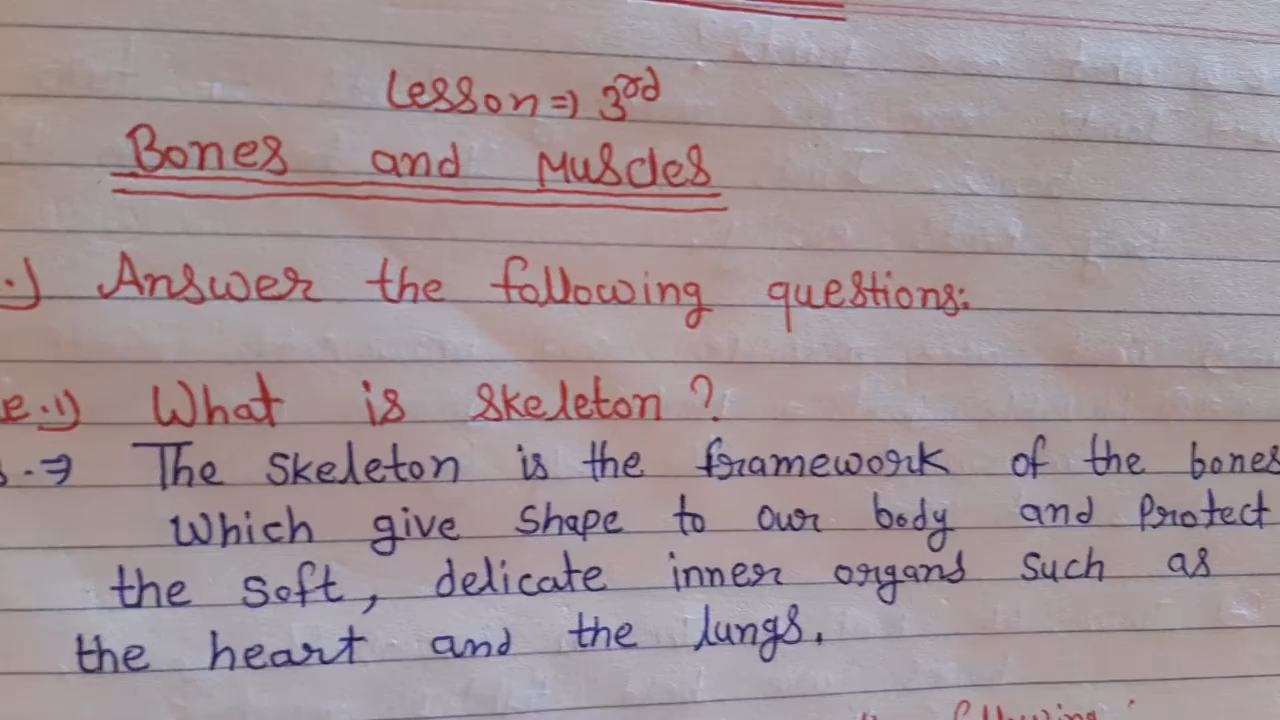 Lesson => 3rd
Bones and Muscles
.) Answer the following questions:
e.1) What is skeleton ?
s.=> The skeleton is the framework of the bones
which give shape to our body and protect
the soft, delicate inner organs such as
the heart and the lungs.
following